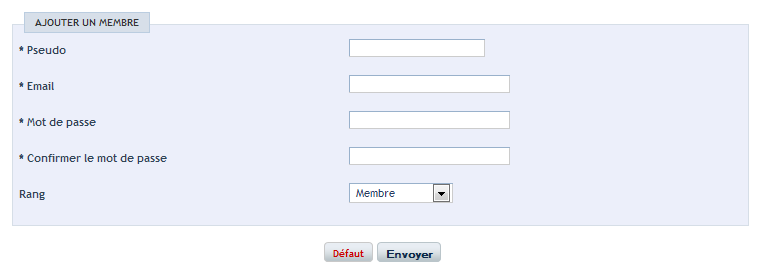 AJOUTER UN MEMBRE
* Pseudo
* Email
* Mot de passe
* Confirmer le mot de passe
Rang Membre
Défaut Envoyer